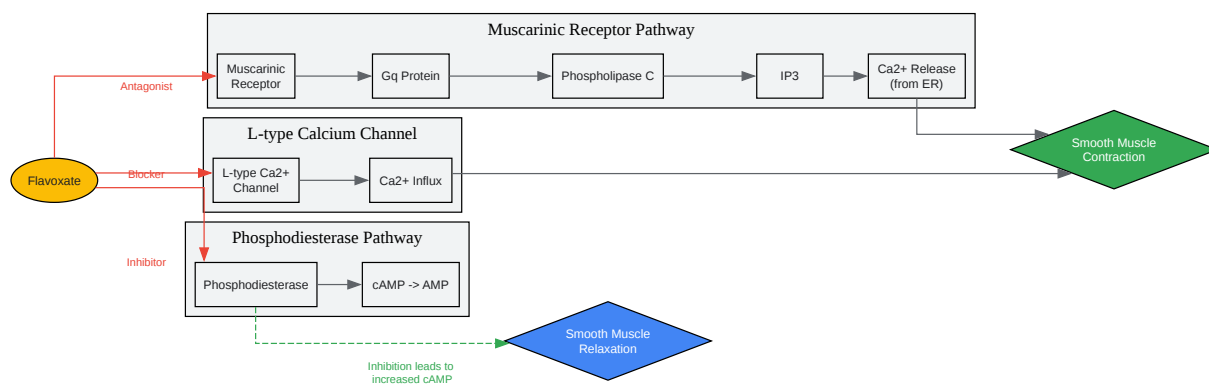 Muscarinic Receptor Pathway
Muscarinic
Receptor
Gq Protein
Phospholipase C
IP3
Ca2+ Release
(from ER)
Antagonist
L-type Calcium Channel
Smooth Muscle
Contraction
Flavoxate
Blocker
L-type Ca2+
Channel
Ca2+ Influx
Phosphodiesterase Pathway
Inhibitor
Phosphodiesterase
cAMP -> AMP
Smooth Muscle
Relaxation
Inhibition leads to
increased cAMP